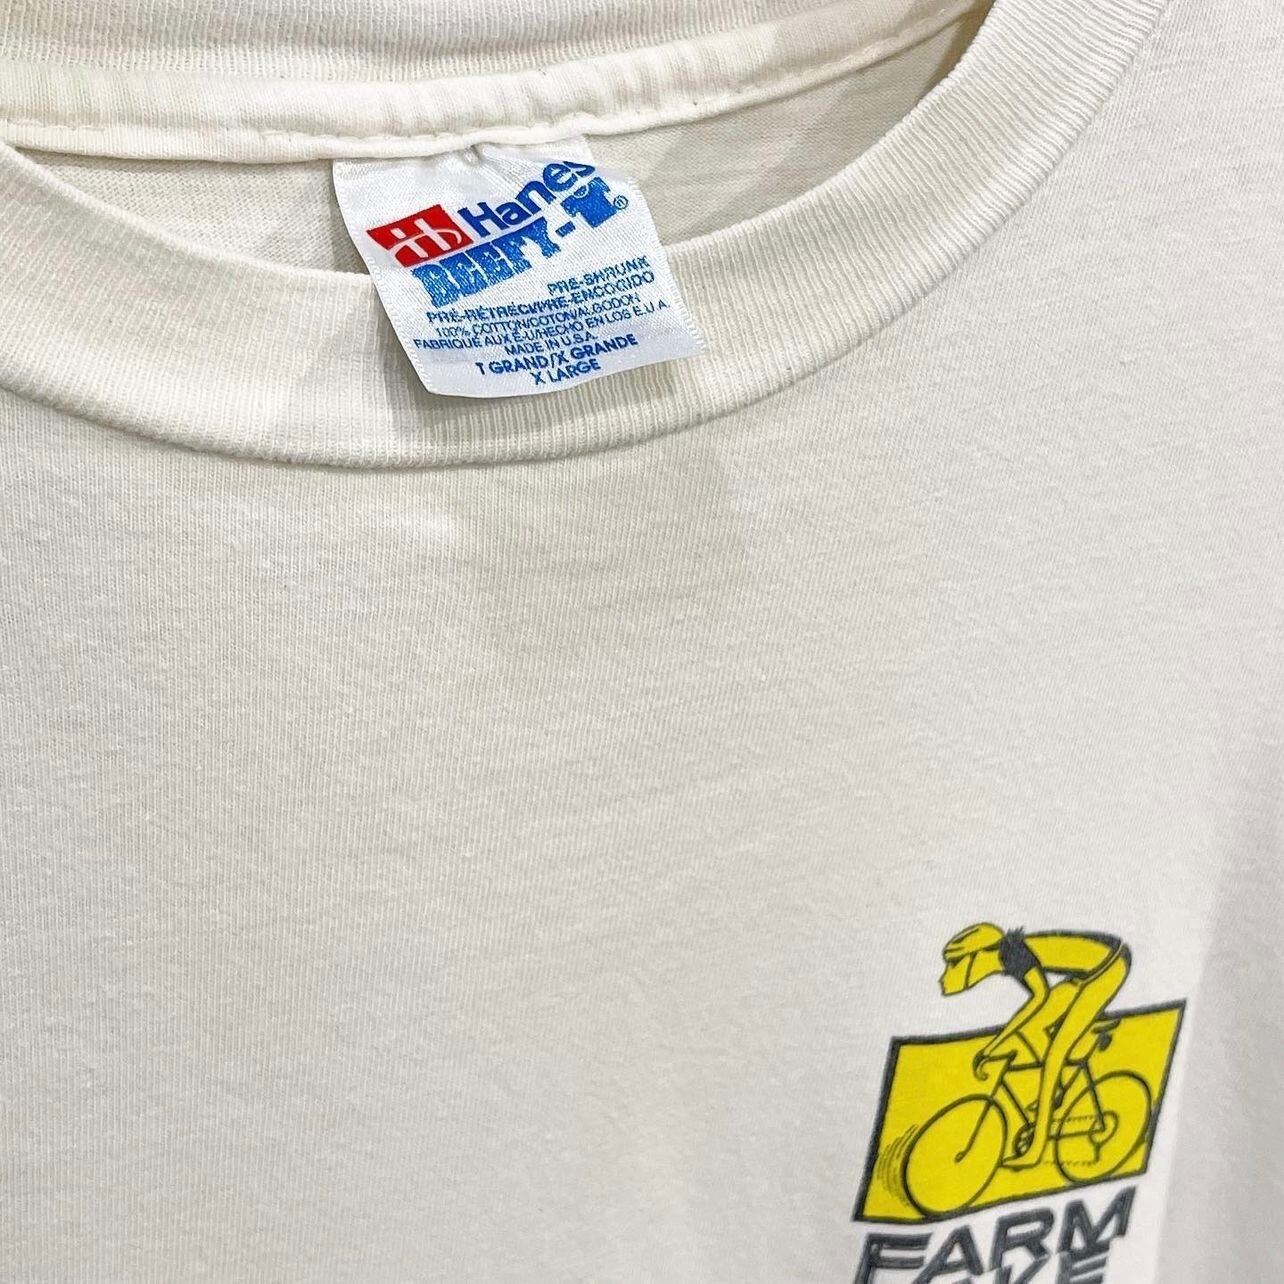 Hanes
BEEFY-T®
PRE-SHRUNK
PRÉ-RÉTRÉCI/PRE-ENCOGIDO
100% COTTON/COTON/ALGODON
FABRIQUÉ AUX É-U/HECHO EN LOS E.U.A.
MADE IN U.S.A.
T GRAND/X GRANDE
X LARGE
FARM